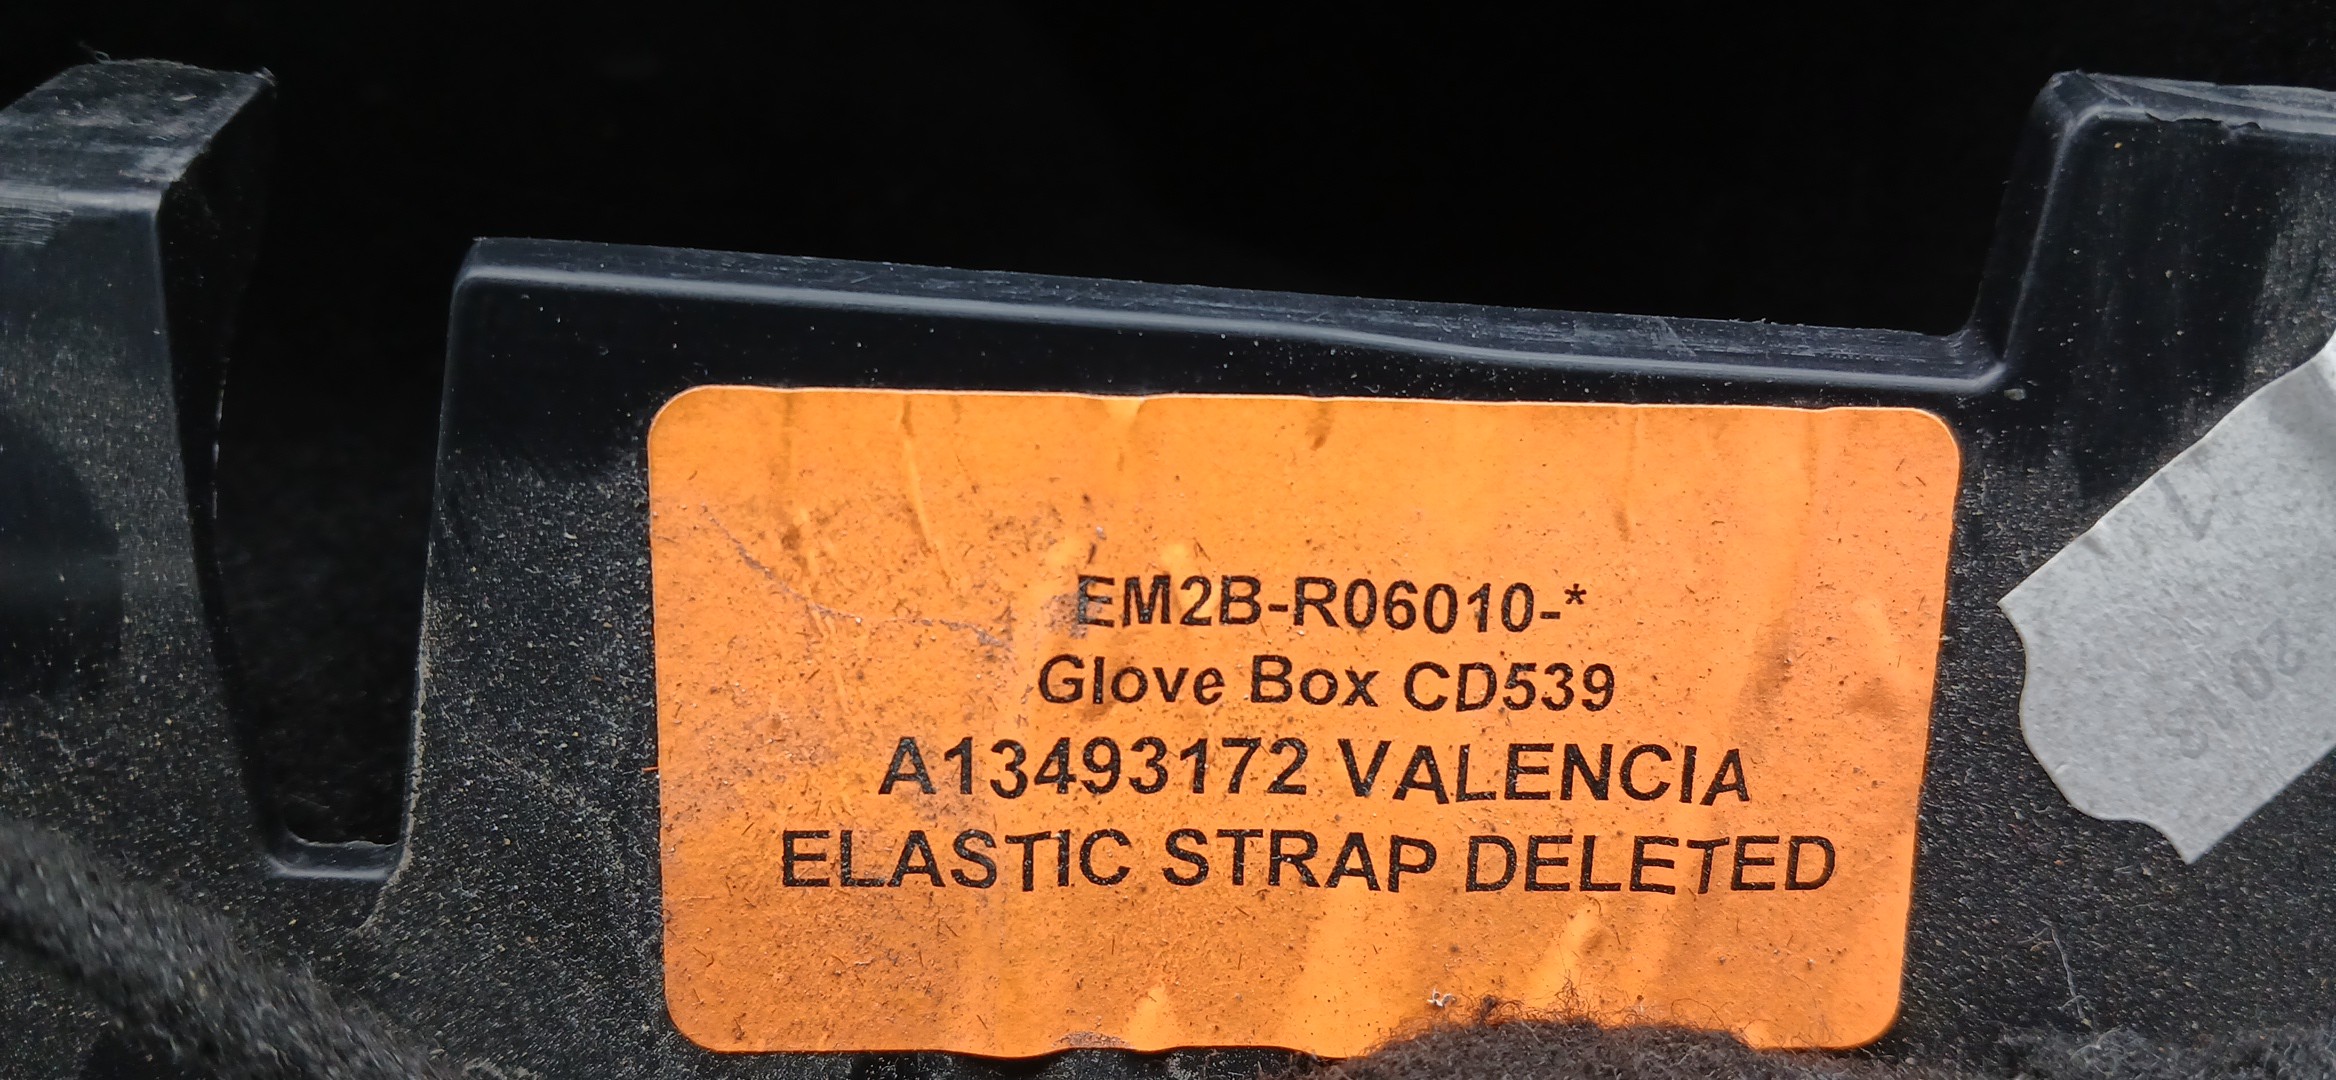 EM2B-R06010-*
Glove Box CD539
A13493172 VALENCIA
ELASTIC STRAP DELETED